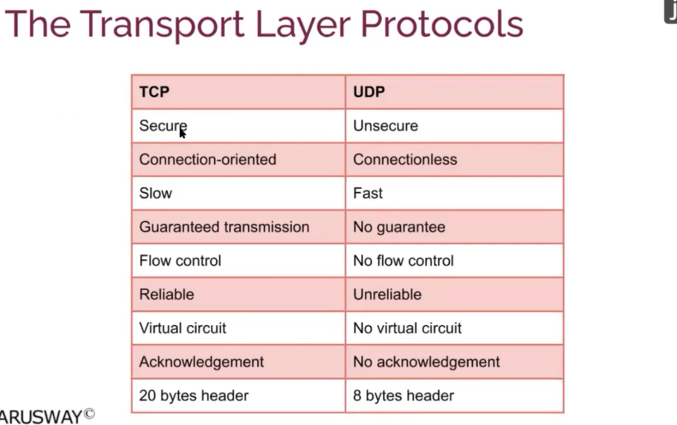 The Transport Layer Protocols
TCP UDP
Secure Unsecure
Connection-oriented Connectionless
Slow Fast
Guaranteed transmission No guarantee
Flow control No flow control
Reliable Unreliable
Virtual circuit No virtual circuit
Acknowledgement No acknowledgement
20 bytes header 8 bytes header
ARUSWAY©